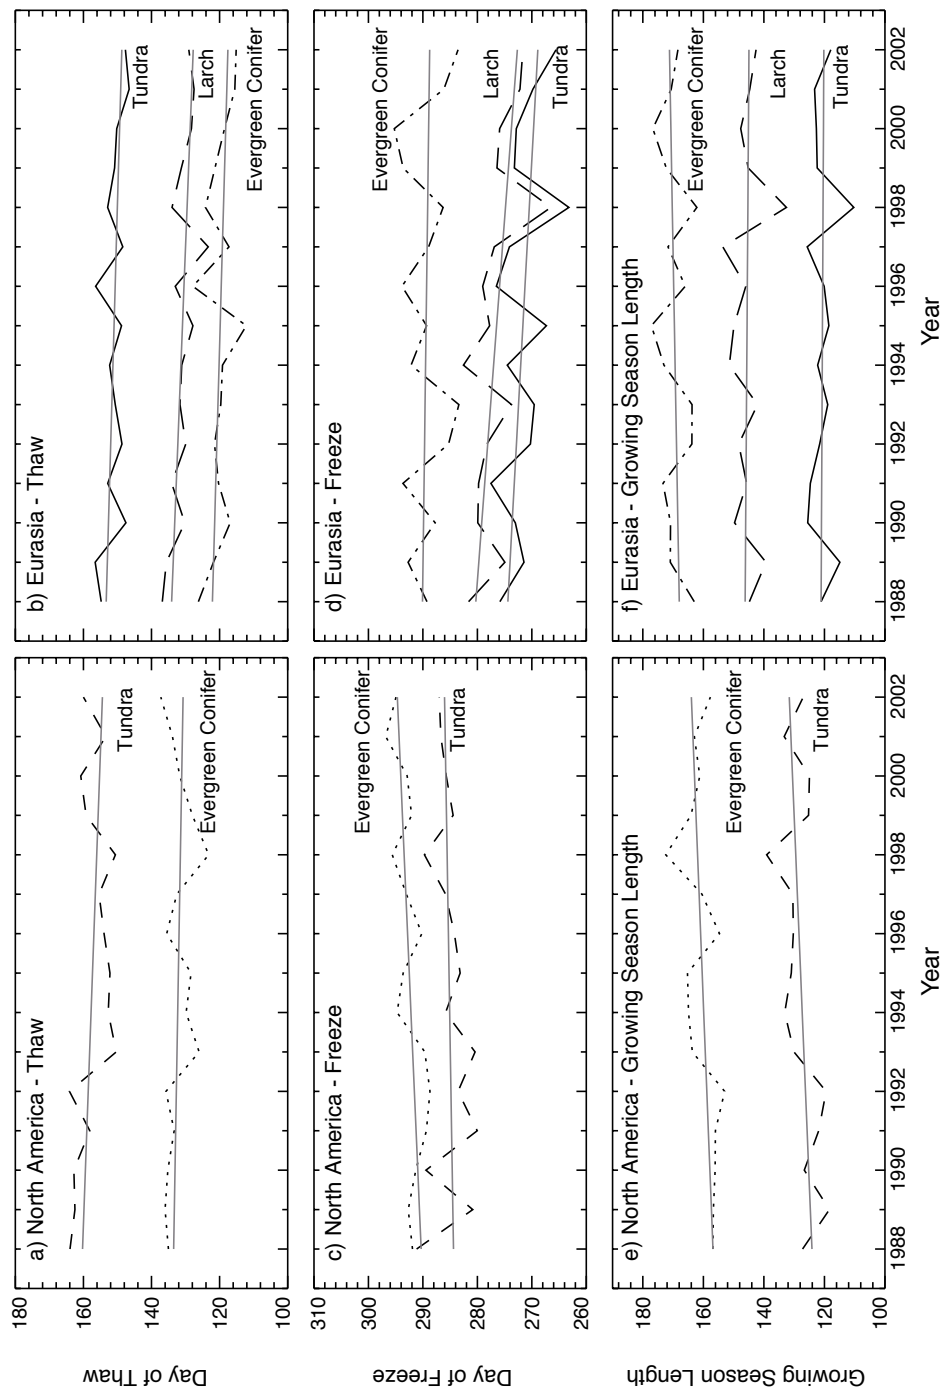 a) North America - Thaw
Tundra
Evergreen Conifer
180
160
140
120
100
Day of Thaw
b) Eurasia - Thaw
Tundra
Larch
Evergreen Conifer
c) North America - Freeze
Evergreen Conifer
Tundra
310
300
290
280
270
260
Day of Freeze
d) Eurasia - Freeze
Evergreen Conifer
Larch
Tundra
e) North America - Growing Season Length
Evergreen Conifer
Tundra
180
160
140
120
100
Growing Season Length
1988 1990 1992 1994 1996 1998 2000 2002
Year
f) Eurasia - Growing Season Length
Evergreen Conifer
Larch
Tundra
1988 1990 1992 1994 1996 1998 2000 2002
Year